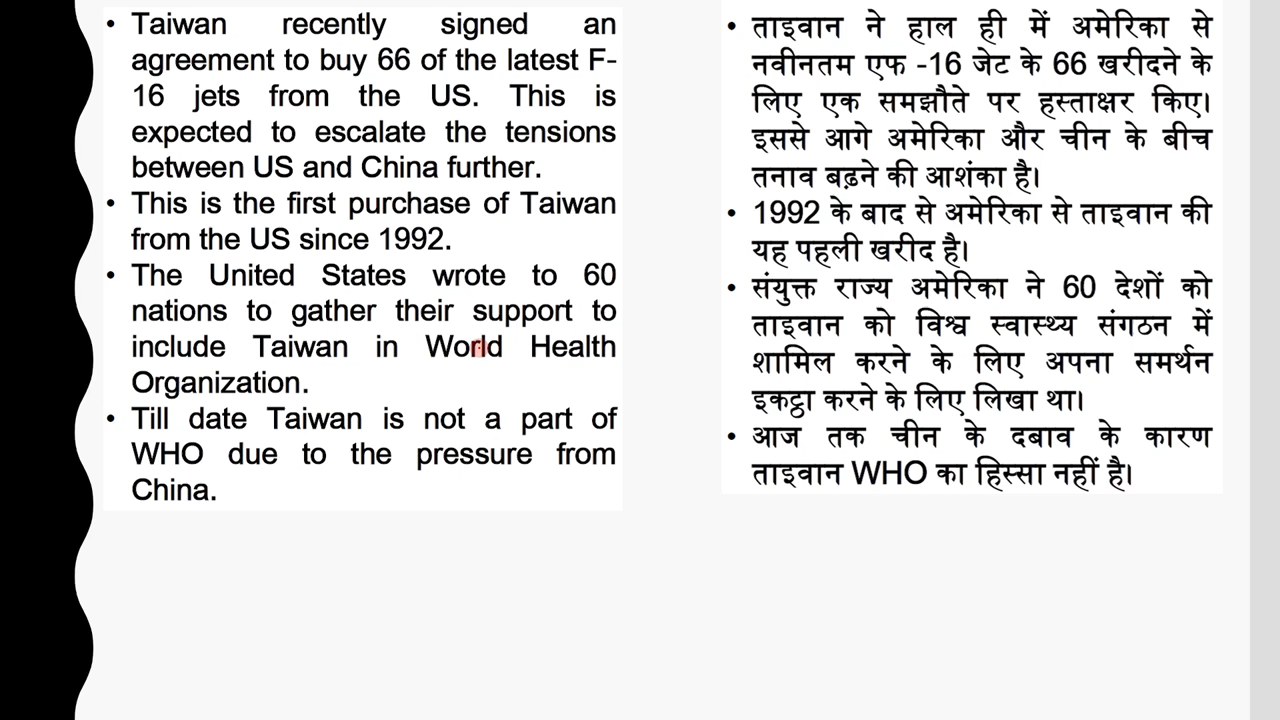 • Taiwan recently signed an
agreement to buy 66 of the latest F-
16 jets from the US. This is
expected to escalate the tensions
between US and China further.
• This is the first purchase of Taiwan
from the US since 1992.
• The United States wrote to 60
nations to gather their support to
include Taiwan in World Health
Organization.
• Till date Taiwan is not a part of
WHO due to the pressure from
China.
• ताइवान ने हाल ही में अमेरिका से
नवीनतम एफ -16 जेट के 66 खरीदने के
लिए एक समझौते पर हस्ताक्षर किए।
इससे आगे अमेरिका और चीन के बीच
तनाव बढ़ने की आशंका है।
• 1992 के बाद से अमेरिका से ताइवान की
यह पहली खरीद है।
• संयुक्त राज्य अमेरिका ने 60 देशों को
ताइवान को विश्व स्वास्थ्य संगठन में
शामिल करने के लिए अपना समर्थन
इकट्ठा करने के लिए लिखा था।
• आज तक चीन के दबाव के कारण
ताइवान WHO का हिस्सा नहीं है।